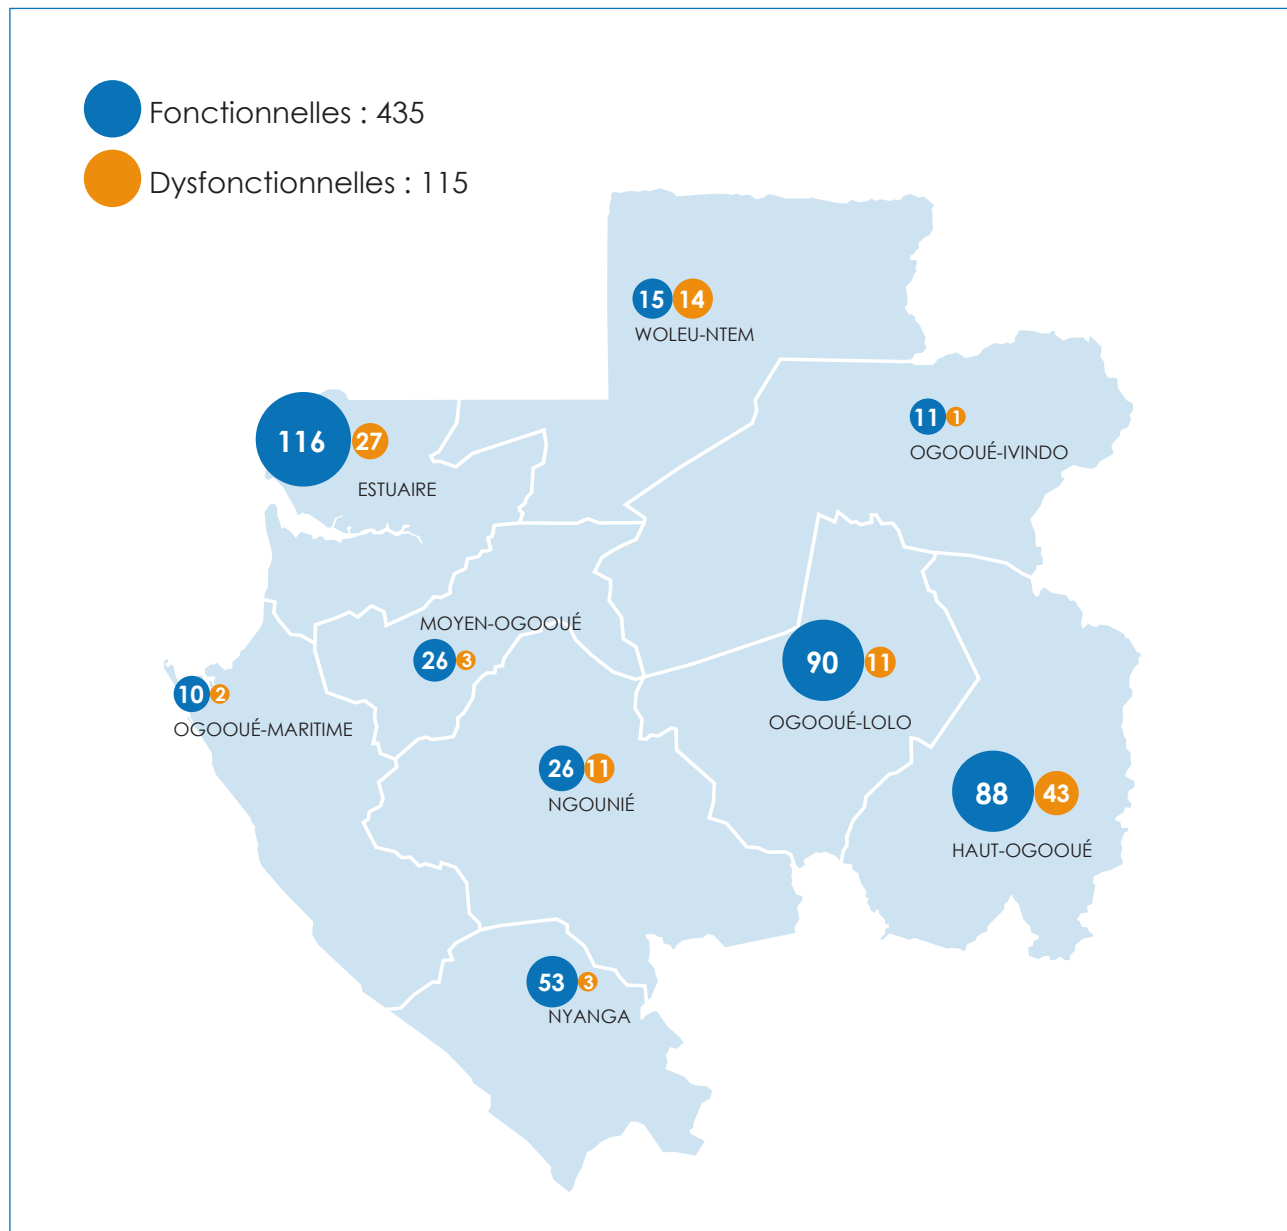 Fonctionnelles : 435
Dysfonctionnelles : 115
15 14
WOLEU-NTEM
11 1
OGOOUÉ-IVINDO
116 27
ESTUAIRE
MOYEN-OGOOUÉ
26 3
90 11
OGOOUÉ-LOLO
10 2
OGOOUÉ-MARITIME
26 11
NGOUNIÉ
88 43
HAUT-OGOOUÉ
53 3
NYANGA